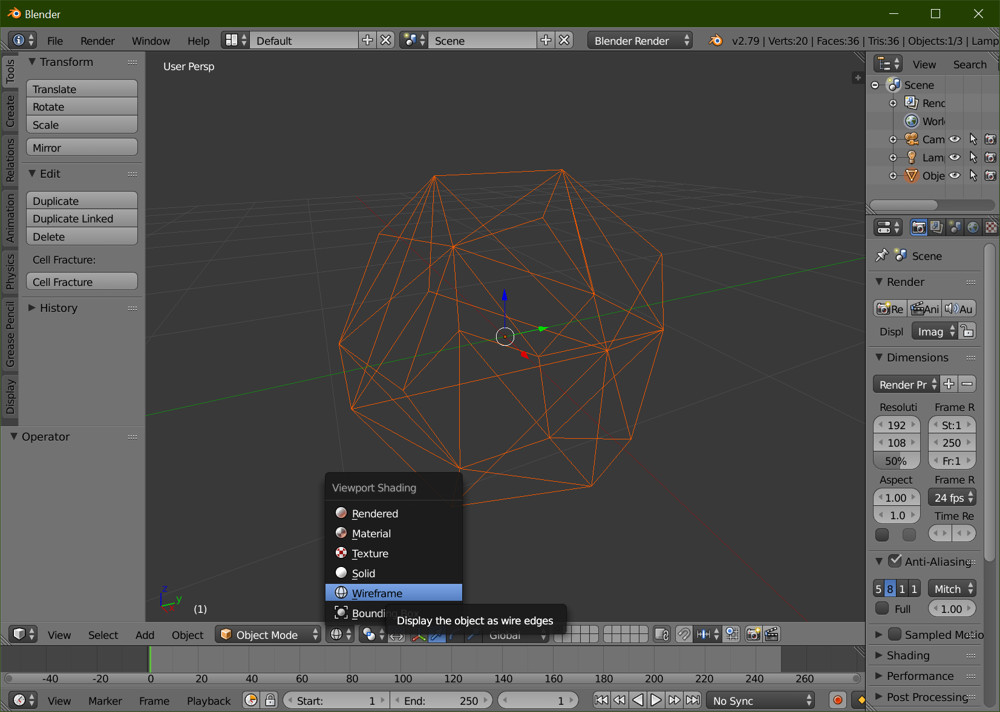 Blender
File Render Window Help Default Scene Blender Render v2.79 | Verts:20 | Faces:36 | Tris:36 | Objects:1/3 | Lamp
Tools
Create
Relations
Animation
Physics
Grease Pencil
Display
Transform
Translate
Rotate
Scale
Mirror
Edit
Duplicate
Duplicate Linked
Delete
Cell Fracture:
Cell Fracture
History
Operator
User Persp
z
y
x
(1)
Viewport Shading
Rendered
Material
Texture
Solid
Wireframe
Bounding Box
Display the object as wire edges
View Select Add Object Object Mode Global
-40 -20 0 20 40 60 80 100 120 140 160 180 200 220 240 260
View Marker Frame Playback Start: 1 End: 250 1 No Sync
View Search
Scene
Renc
Worl
Cam
Lam
Obje
Scene
Render
Re Ani Au
Displ Imag
Dimensions
Render Pr
Resoluti Frame R
192 St:1
108 250
50% Fr:1
Aspect Frame R
1.00 24 fps
1.0 Time Re
Anti-Aliasing
5 8 1 1 Mitch
Full 1.00
Sampled Motio
Shading
Performance
Post Processing